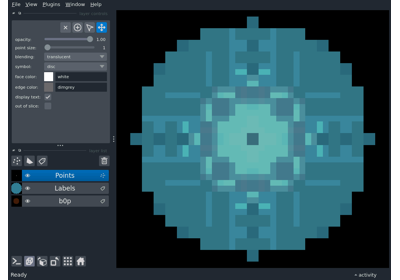 File View Plugins Window Help
opacity: 1.00
point size: 1
blending: translucent
symbol: disc
face color: white
edge color: dimgrey
display text: ✓
out of slice:
Points
Labels
b0p
Ready
activity